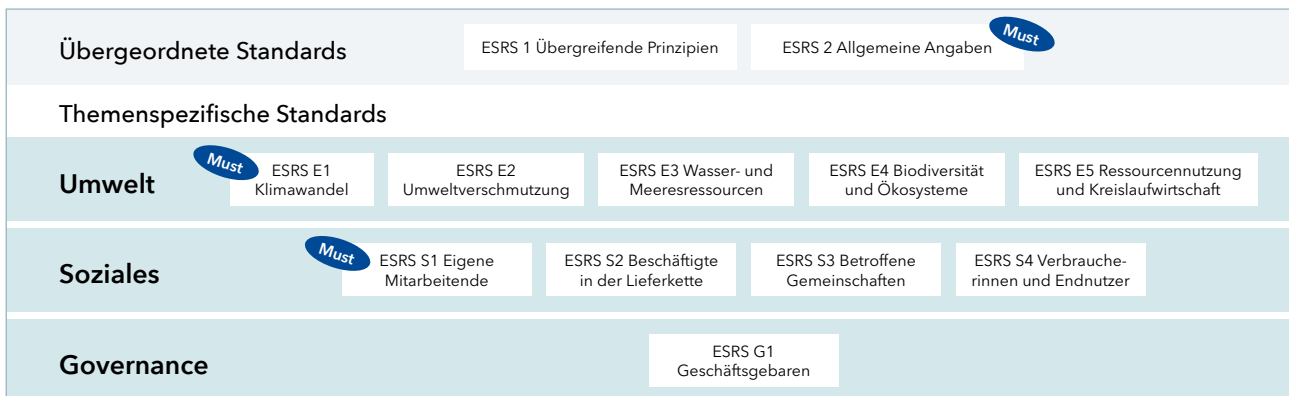 Übergeordnete Standards
ESRS 1 Übergreifende Prinzipien
ESRS 2 Allgemeine Angaben
Must
Themenspezifische Standards
Umwelt
Must
ESRS E1
Klimawandel
ESRS E2
Umweltverschmutzung
ESRS E3 Wasser- und
Meeresressourcen
ESRS E4 Biodiversität
und Ökosysteme
ESRS E5 Ressourcennutzung
und Kreislaufwirtschaft
Soziales
Must
ESRS S1 Eigene
Mitarbeitende
ESRS S2 Beschäftigte
in der Lieferkette
ESRS S3 Betroffene
Gemeinschaften
ESRS S4 Verbrauche-
rinnen und Endnutzer
Governance
ESRS G1
Geschäftsgebaren